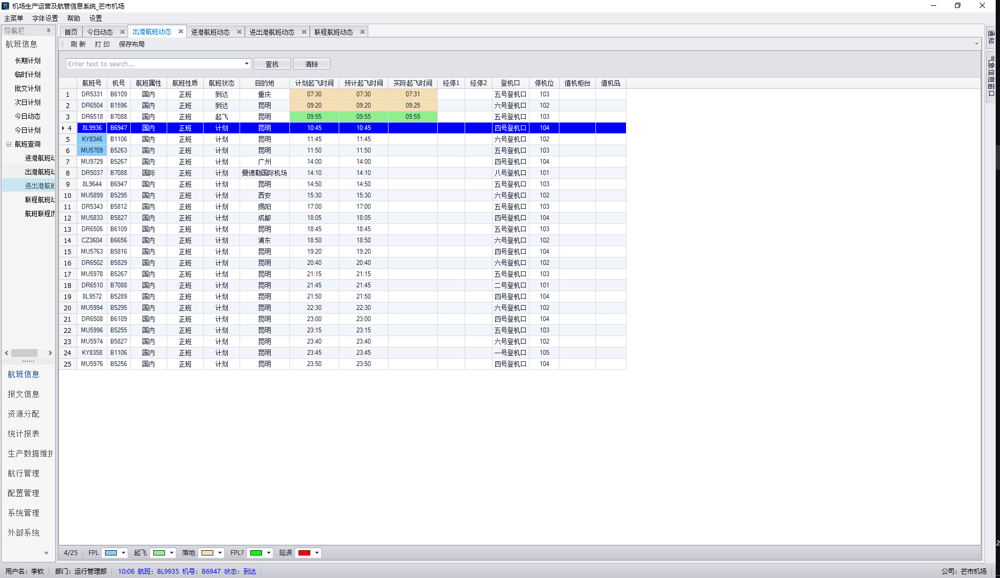 机场生产运营及航管信息系统_芒市机场
主菜单 字体设置 帮助 设置
导航栏
航班信息
长期计划
临时计划
批文计划
次日计划
今日动态
今日计划
航班查询
进港航班动
出港航班动
进出港航班
联程航班动
航班联程历
航班信息
报文信息
资源分配
统计报表
生产数据维护
航行管理
配置管理
系统管理
外部系统
首页 今日动态 出港航班动态 进港航班动态 进出港航班动态 联程航班动态
刷 新 打 印 保存布局
Enter text to search... 查找 清除
航班号 机号 航班属性 航班性质 航班状态 目的地 计划起飞时间 预计起飞时间 实际起飞时间 经停1 经停2 登机口 停机位 值机柜台 值机岛
1 DR5331 B6109 国内 正班 到达 重庆 07:30 07:30 07:31 五号登机口 103
2 DR6504 B1596 国内 正班 到达 昆明 09:20 09:20 09:25 六号登机口 102
3 DR6518 B7088 国内 正班 起飞 昆明 09:55 09:55 09:59 五号登机口 103
4 8L9936 B6947 国内 正班 计划 昆明 10:45 10:45 四号登机口 104
5 KY8346 B1106 国内 正班 计划 昆明 11:45 11:45 六号登机口 102
6 MU5709 B5263 国内 正班 计划 昆明 11:50 11:50 五号登机口 103
7 MU9729 B5267 国内 正班 计划 广州 14:00 14:00 四号登机口 104
8 DR5037 B7088 国际 正班 计划 曼德勒国际机场 14:10 14:10 八号登机口 101
9 8L9644 B6947 国内 正班 计划 昆明 14:50 14:50 五号登机口 103
10 MU5899 B5295 国内 正班 计划 西安 15:30 15:30 六号登机口 102
11 DR5343 B5812 国内 正班 计划 揭阳 17:00 17:00 五号登机口 103
12 MU5833 B5827 国内 正班 计划 成都 18:05 18:05 四号登机口 104
13 DR6506 B6109 国内 正班 计划 昆明 18:45 18:45 五号登机口 103
14 CZ3604 B6656 国内 正班 计划 浦东 18:50 18:50 六号登机口 102
15 MU5763 B5816 国内 正班 计划 昆明 19:20 19:20 四号登机口 104
16 DR6502 B5829 国内 正班 计划 昆明 20:40 20:40 六号登机口 102
17 MU5978 B5267 国内 正班 计划 昆明 21:15 21:15 五号登机口 103
18 DR6510 B7088 国内 正班 计划 昆明 21:45 21:45 二号登机口 101
19 8L9572 B5289 国内 正班 计划 昆明 21:50 21:50 四号登机口 104
20 MU5994 B5295 国内 正班 计划 昆明 22:30 22:30 六号登机口 102
21 DR6508 B6109 国内 正班 计划 昆明 23:00 23:00 四号登机口 104
22 MU5996 B5255 国内 正班 计划 昆明 23:15 23:15 五号登机口 103
23 MU5974 B5827 国内 正班 计划 昆明 23:40 23:40 六号登机口 102
24 KY8358 B1106 国内 正班 计划 昆明 23:45 23:45 一号登机口 105
25 MU5976 B5256 国内 正班 计划 昆明 23:50 23:50 四号登机口 104
4/25 FPL 起飞 落地 FPL? 延误
通知
气象信息窗口
2
用户名：李钦 部门：运行管理部 10:06 航班：8L9935 机号：B6947 状态：到达 公司：芒市机场